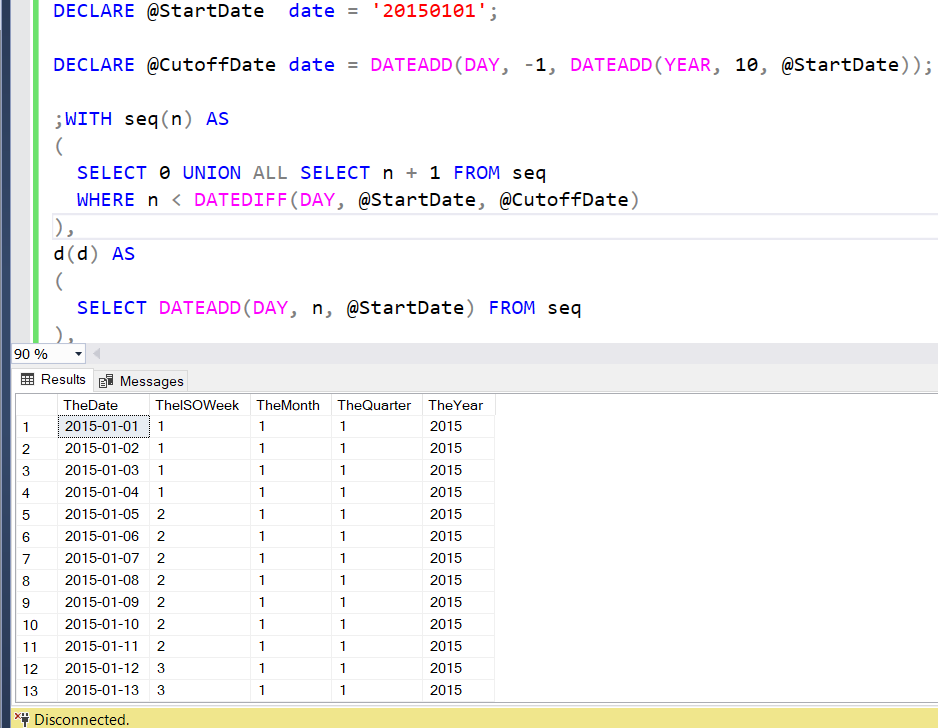 DECLARE @StartDate  date = '20150101';
DECLARE @CutoffDate date = DATEADD(DAY, -1, DATEADD(YEAR, 10, @StartDate));
;WITH seq(n) AS
(
  SELECT 0 UNION ALL SELECT n + 1 FROM seq
  WHERE n < DATEDIFF(DAY, @StartDate, @CutoffDate)
),
d(d) AS
(
  SELECT DATEADD(DAY, n, @StartDate) FROM seq
),
90 %
Results Messages
TheDate TheISOWeek TheMonth TheQuarter TheYear
1 2015-01-01 1 1 1 2015
2 2015-01-02 1 1 1 2015
3 2015-01-03 1 1 1 2015
4 2015-01-04 1 1 1 2015
5 2015-01-05 2 1 1 2015
6 2015-01-06 2 1 1 2015
7 2015-01-07 2 1 1 2015
8 2015-01-08 2 1 1 2015
9 2015-01-09 2 1 1 2015
10 2015-01-10 2 1 1 2015
11 2015-01-11 2 1 1 2015
12 2015-01-12 3 1 1 2015
13 2015-01-13 3 1 1 2015
Disconnected.